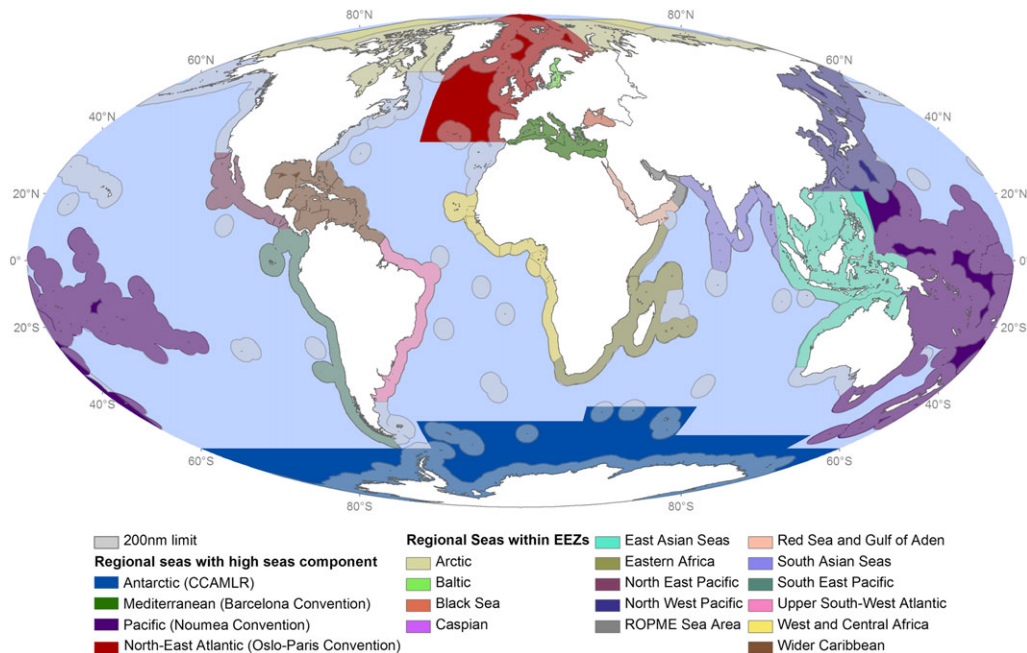 80°N 80°N
60°N 60°N
40°N 40°N
20°N 20°N
0° 0°
20°S 20°S
40°S 40°S
60°S 60°S
80°S 80°S
200nm limit
Regional seas with high seas component
Antarctic (CCAMLR)
Mediterranean (Barcelona Convention)
Pacific (Noumea Convention)
North-East Atlantic (Oslo-Paris Convention)
Regional Seas within EEZs
Arctic
Baltic
Black Sea
Caspian
East Asian Seas
Eastern Africa
North East Pacific
North West Pacific
ROPME Sea Area
Red Sea and Gulf of Aden
South Asian Seas
South East Pacific
Upper South-West Atlantic
West and Central Africa
Wider Caribbean